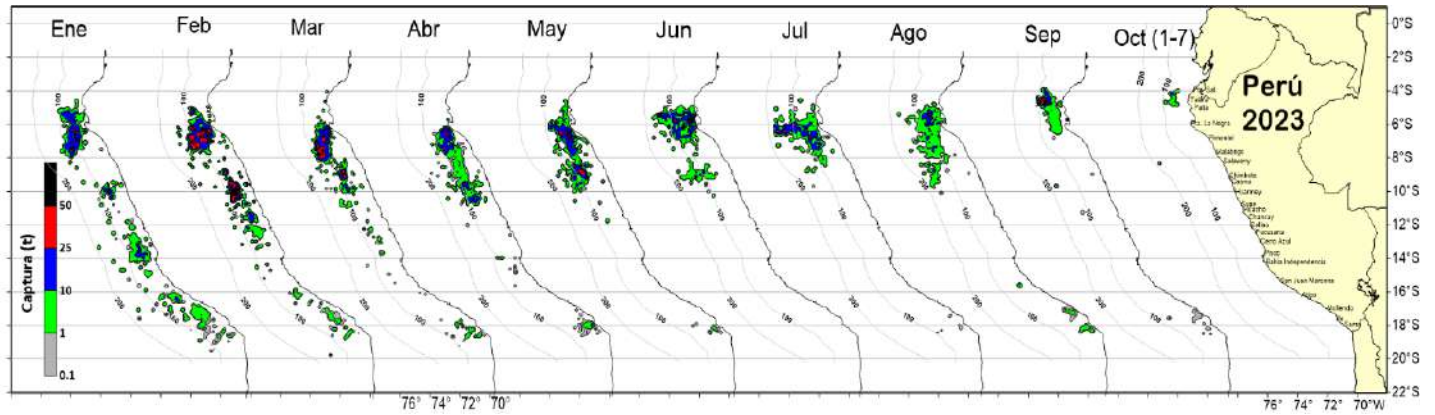 Ene Feb Mar Abr May Jun Jul Ago Sep Oct (1-7)
Perú
2023
0°S
2°S
4°S
6°S
8°S
10°S
12°S
14°S
16°S
18°S
20°S
22°S
Captura (t)
50
25
10
1
0.1
100
200
Pimentel
Malabrigo
Salaverry
Chimbote
Casma
Huarmey
Supe
Huacho
Chancay
Callao
Pucusana
Cerro Azul
Pisco
Bahía Independencia
San Juan Marcona
Atico
Mollendo
Ilo
76° 74° 72° 70°
76° 74° 72° 70°W